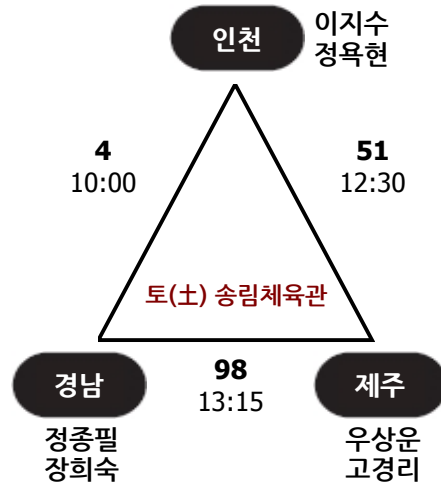 인천
이지수
정욕현
4
10:00
51
12:30
토(土) 송림체육관
경남
98
13:15
제주
정종필
장희숙
우상운
고경리